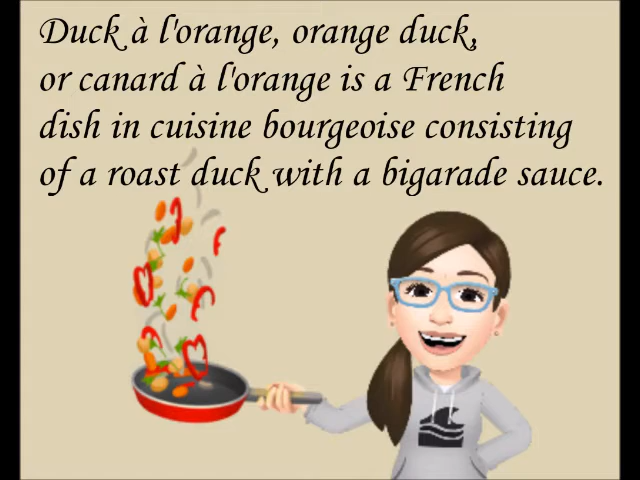 Duck à l'orange, orange duck,
or canard à l'orange is a French
dish in cuisine bourgeoise consisting
of a roast duck with a bigarade sauce.